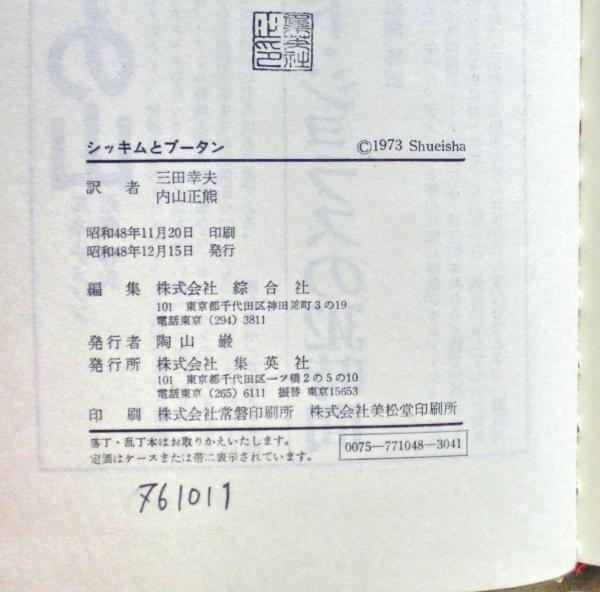 集英社
シッキムとブータン
©1973 Shueisha
訳者 三田幸夫
内山正熊
昭和48年11月20日 印刷
昭和48年12月15日 発行
編集 株式会社 綜合社
101 東京都千代田区神田淡町3の19
電話東京 (294) 3811
発行者 陶山 巌
発行所 株式会社 集英社
101 東京都千代田区一ツ橋2の5の10
電話東京 (265) 6111 振替 東京15653
印刷 株式会社常磐印刷所 株式会社美松堂印刷所
落丁・乱丁本はお取りかえいたします。
定価はケースまたは帯に表示されています。
0075—771048—3041
761011